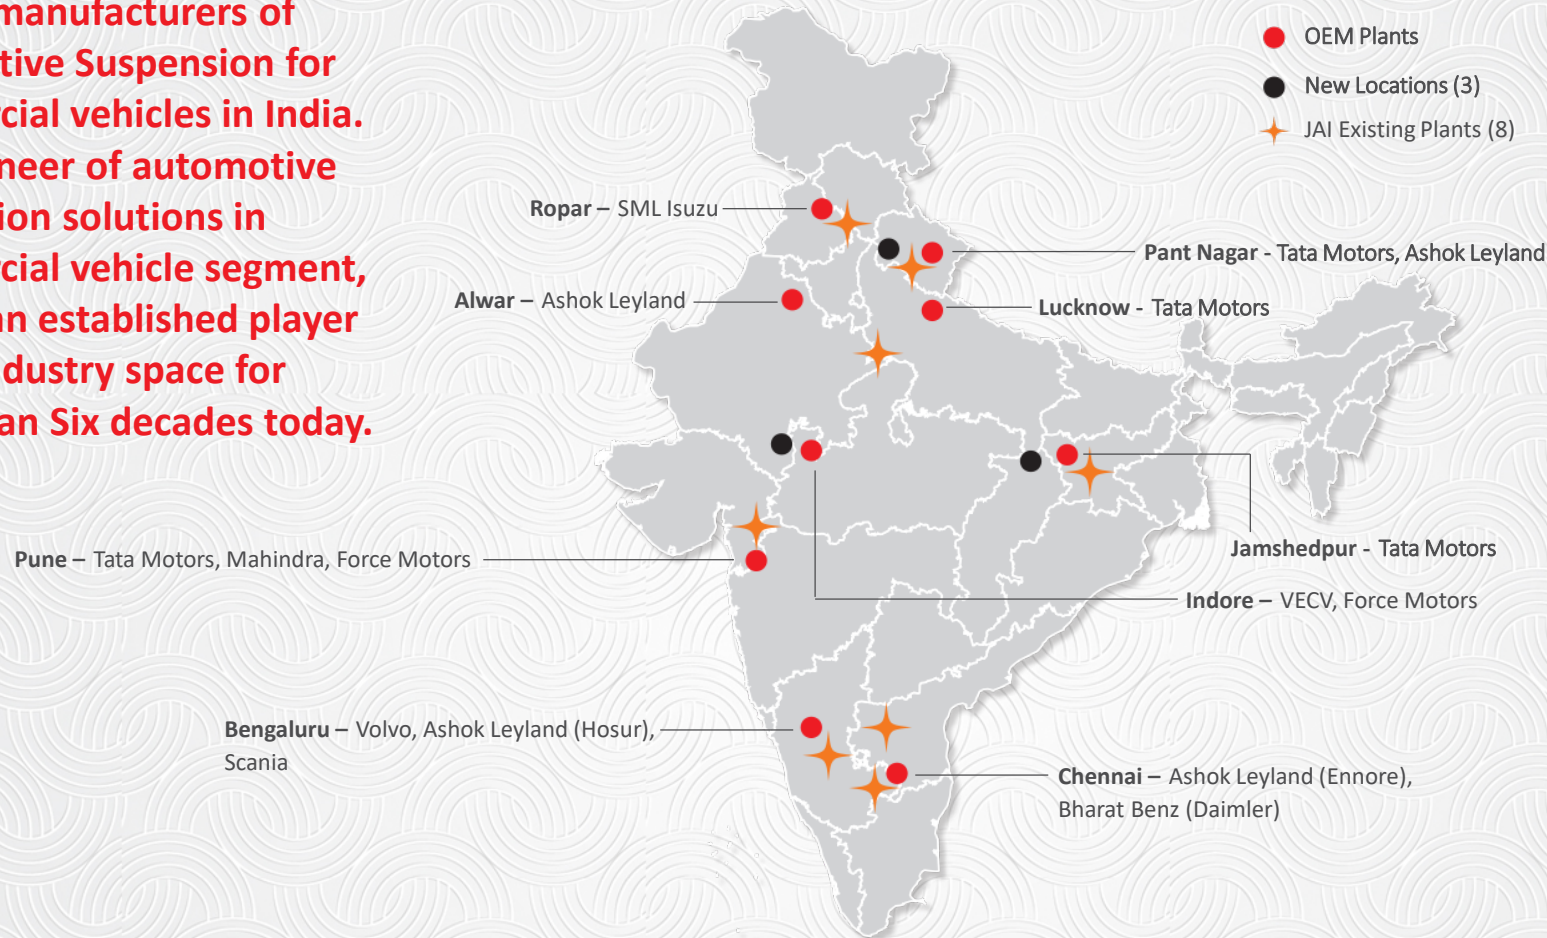 manufacturers of
tive Suspension for
rcial vehicles in India.
neer of automotive
ion solutions in
rcial vehicle segment,
an established player
dustry space for
an Six decades today.
OEM Plants
New Locations (3)
JAI Existing Plants (8)
Ropar – SML Isuzu
Pant Nagar - Tata Motors, Ashok Leyland
Alwar – Ashok Leyland
Lucknow - Tata Motors
Pune – Tata Motors, Mahindra, Force Motors
Jamshedpur - Tata Motors
Indore – VECV, Force Motors
Bengaluru – Volvo, Ashok Leyland (Hosur),
Scania
Chennai – Ashok Leyland (Ennore),
Bharat Benz (Daimler)